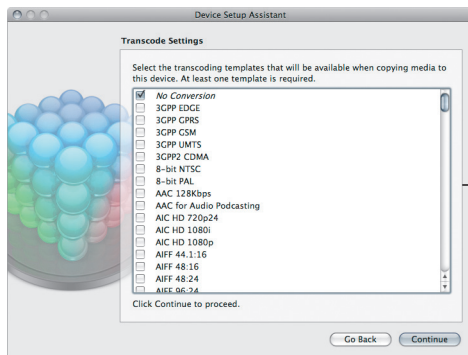 Device Setup Assistant
Transcode Settings
Select the transcoding templates that will be available when copying media to
this device. At least one template is required.
No Conversion
3GPP EDGE
3GPP GPRS
3GPP GSM
3GPP UMTS
3GPP2 CDMA
8-bit NTSC
8-bit PAL
AAC 128Kbps
AAC for Audio Podcasting
AIC HD 720p24
AIC HD 1080i
AIC HD 1080p
AIFF 44.1:16
AIFF 48:16
AIFF 48:24
AIFF 96:24
Click Continue to proceed.
Go Back
Continue